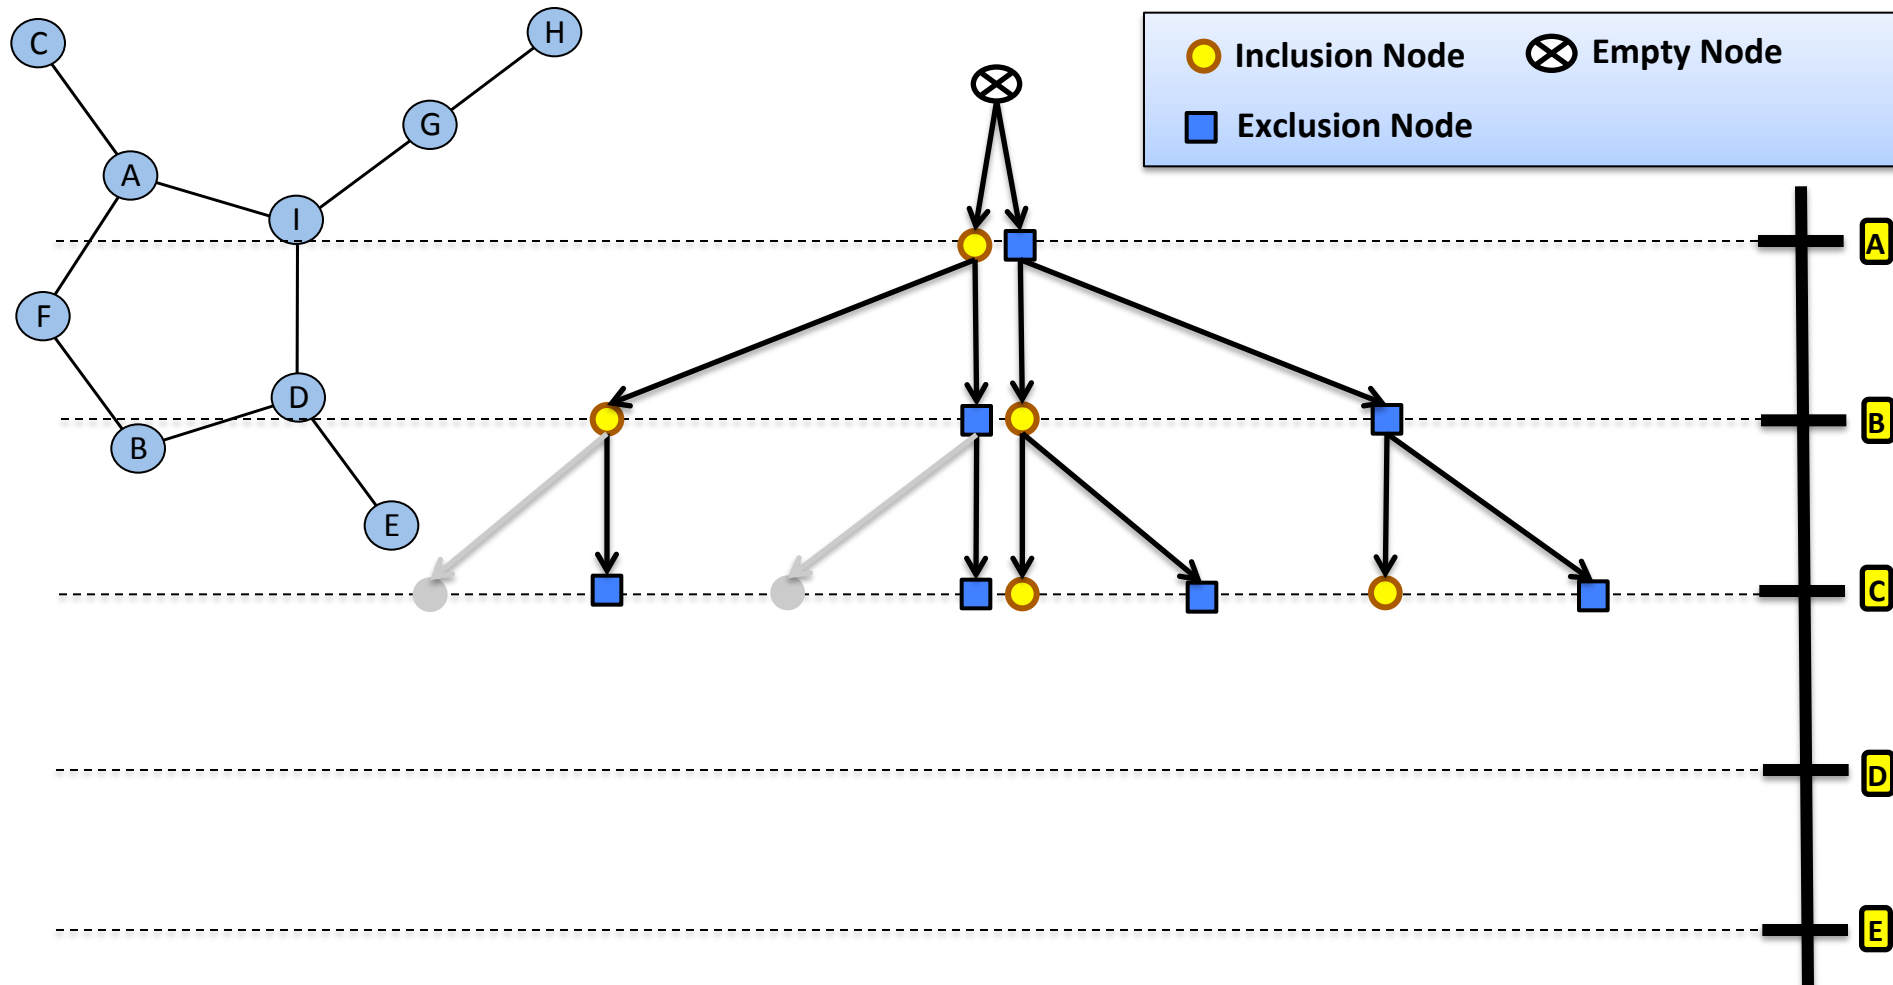 C
H
Inclusion Node
Empty Node
G
Exclusion Node
A
I
A
F
D
B
B
E
C
D
E